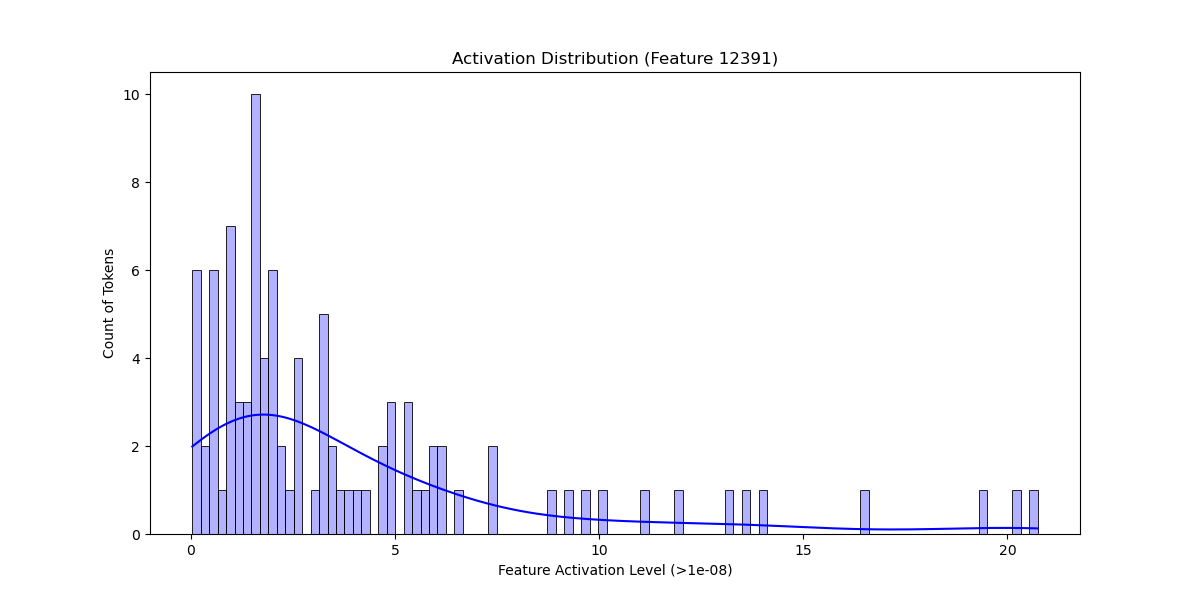 Activation Distribution (Feature 12391)
Count of Tokens
10
8
6
4
2
0
0 5 10 15 20
Feature Activation Level (>1e-08)